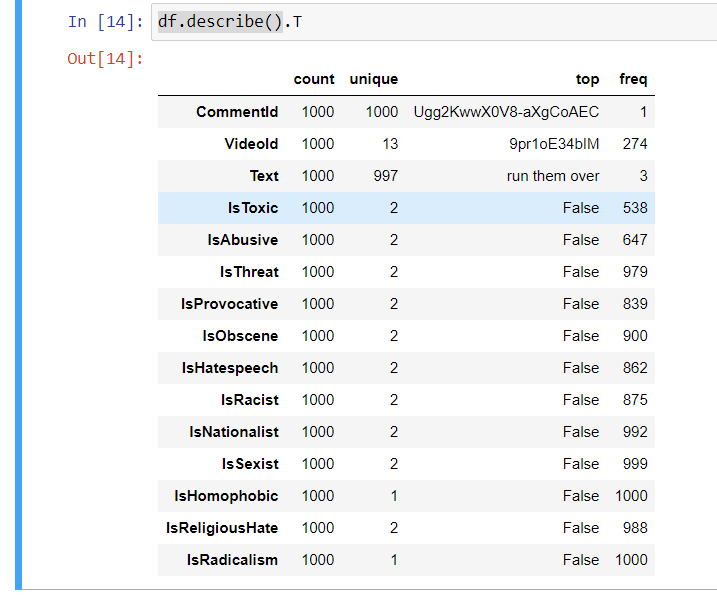 In [14]: df.describe().T
Out[14]:
count unique top freq
CommentId 1000 1000 Ugg2KwwX0V8-aXgCoAEC 1
VideoId 1000 13 9pr1oE34bIM 274
Text 1000 997 run them over 3
IsToxic 1000 2 False 538
IsAbusive 1000 2 False 647
IsThreat 1000 2 False 979
IsProvocative 1000 2 False 839
IsObscene 1000 2 False 900
IsHatespeech 1000 2 False 862
IsRacist 1000 2 False 875
IsNationalist 1000 2 False 992
IsSexist 1000 2 False 999
IsHomophobic 1000 1 False 1000
IsReligiousHate 1000 2 False 988
IsRadicalism 1000 1 False 1000